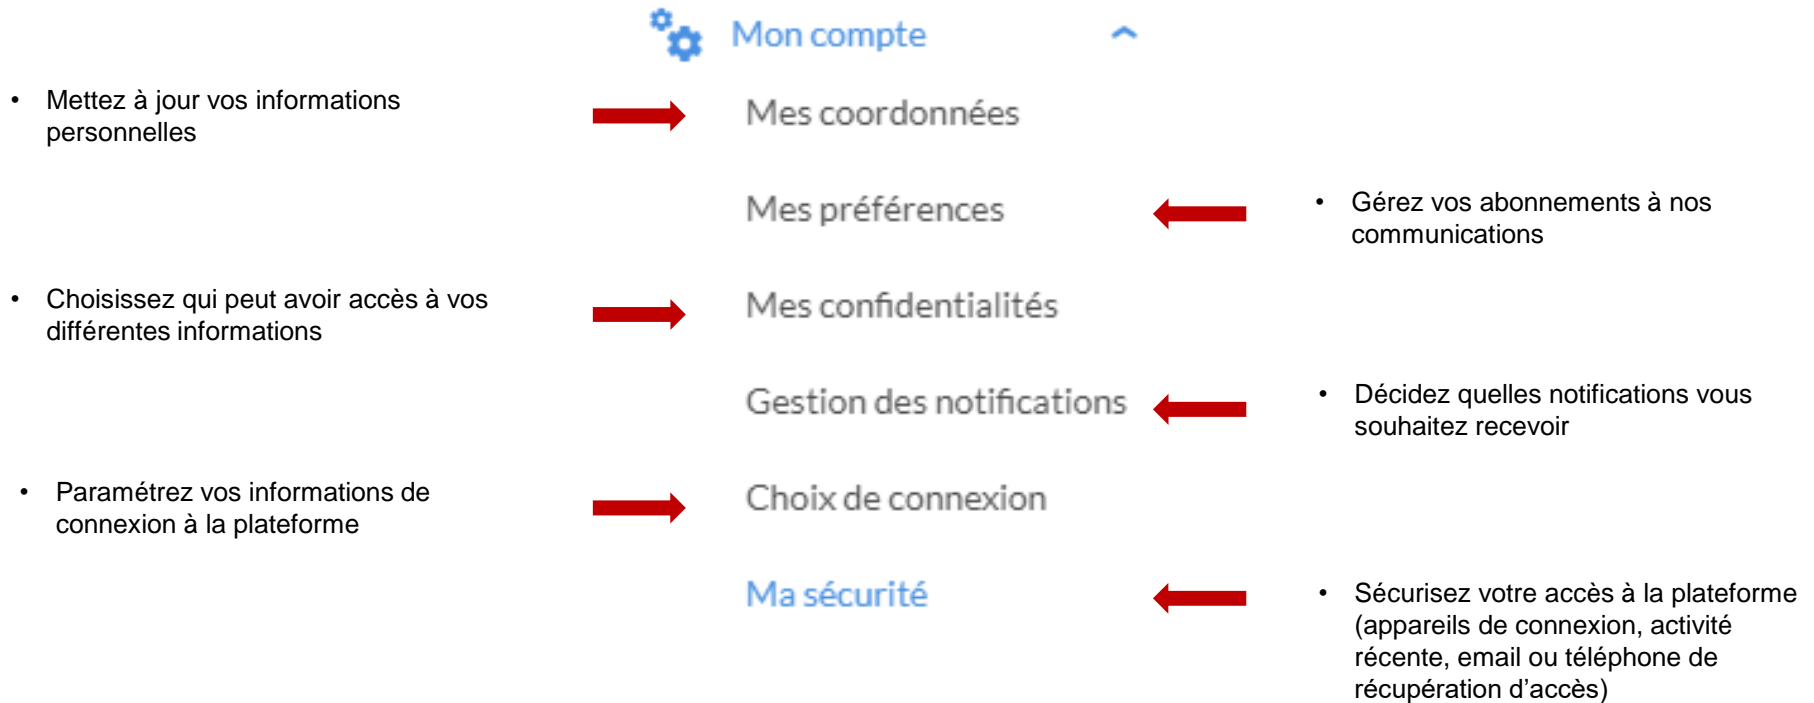 Mon compte
• Mettez à jour vos informations
personnelles
Mes coordonnées
Mes préférences
• Gérez vos abonnements à nos
communications
• Choisissez qui peut avoir accès à vos
différentes informations
Mes confidentialités
Gestion des notifications
• Décidez quelles notifications vous
souhaitez recevoir
• Paramétrez vos informations de
connexion à la plateforme
Choix de connexion
Ma sécurité
• Sécurisez votre accès à la plateforme
(appareils de connexion, activité
récente, email ou téléphone de
récupération d’accès)